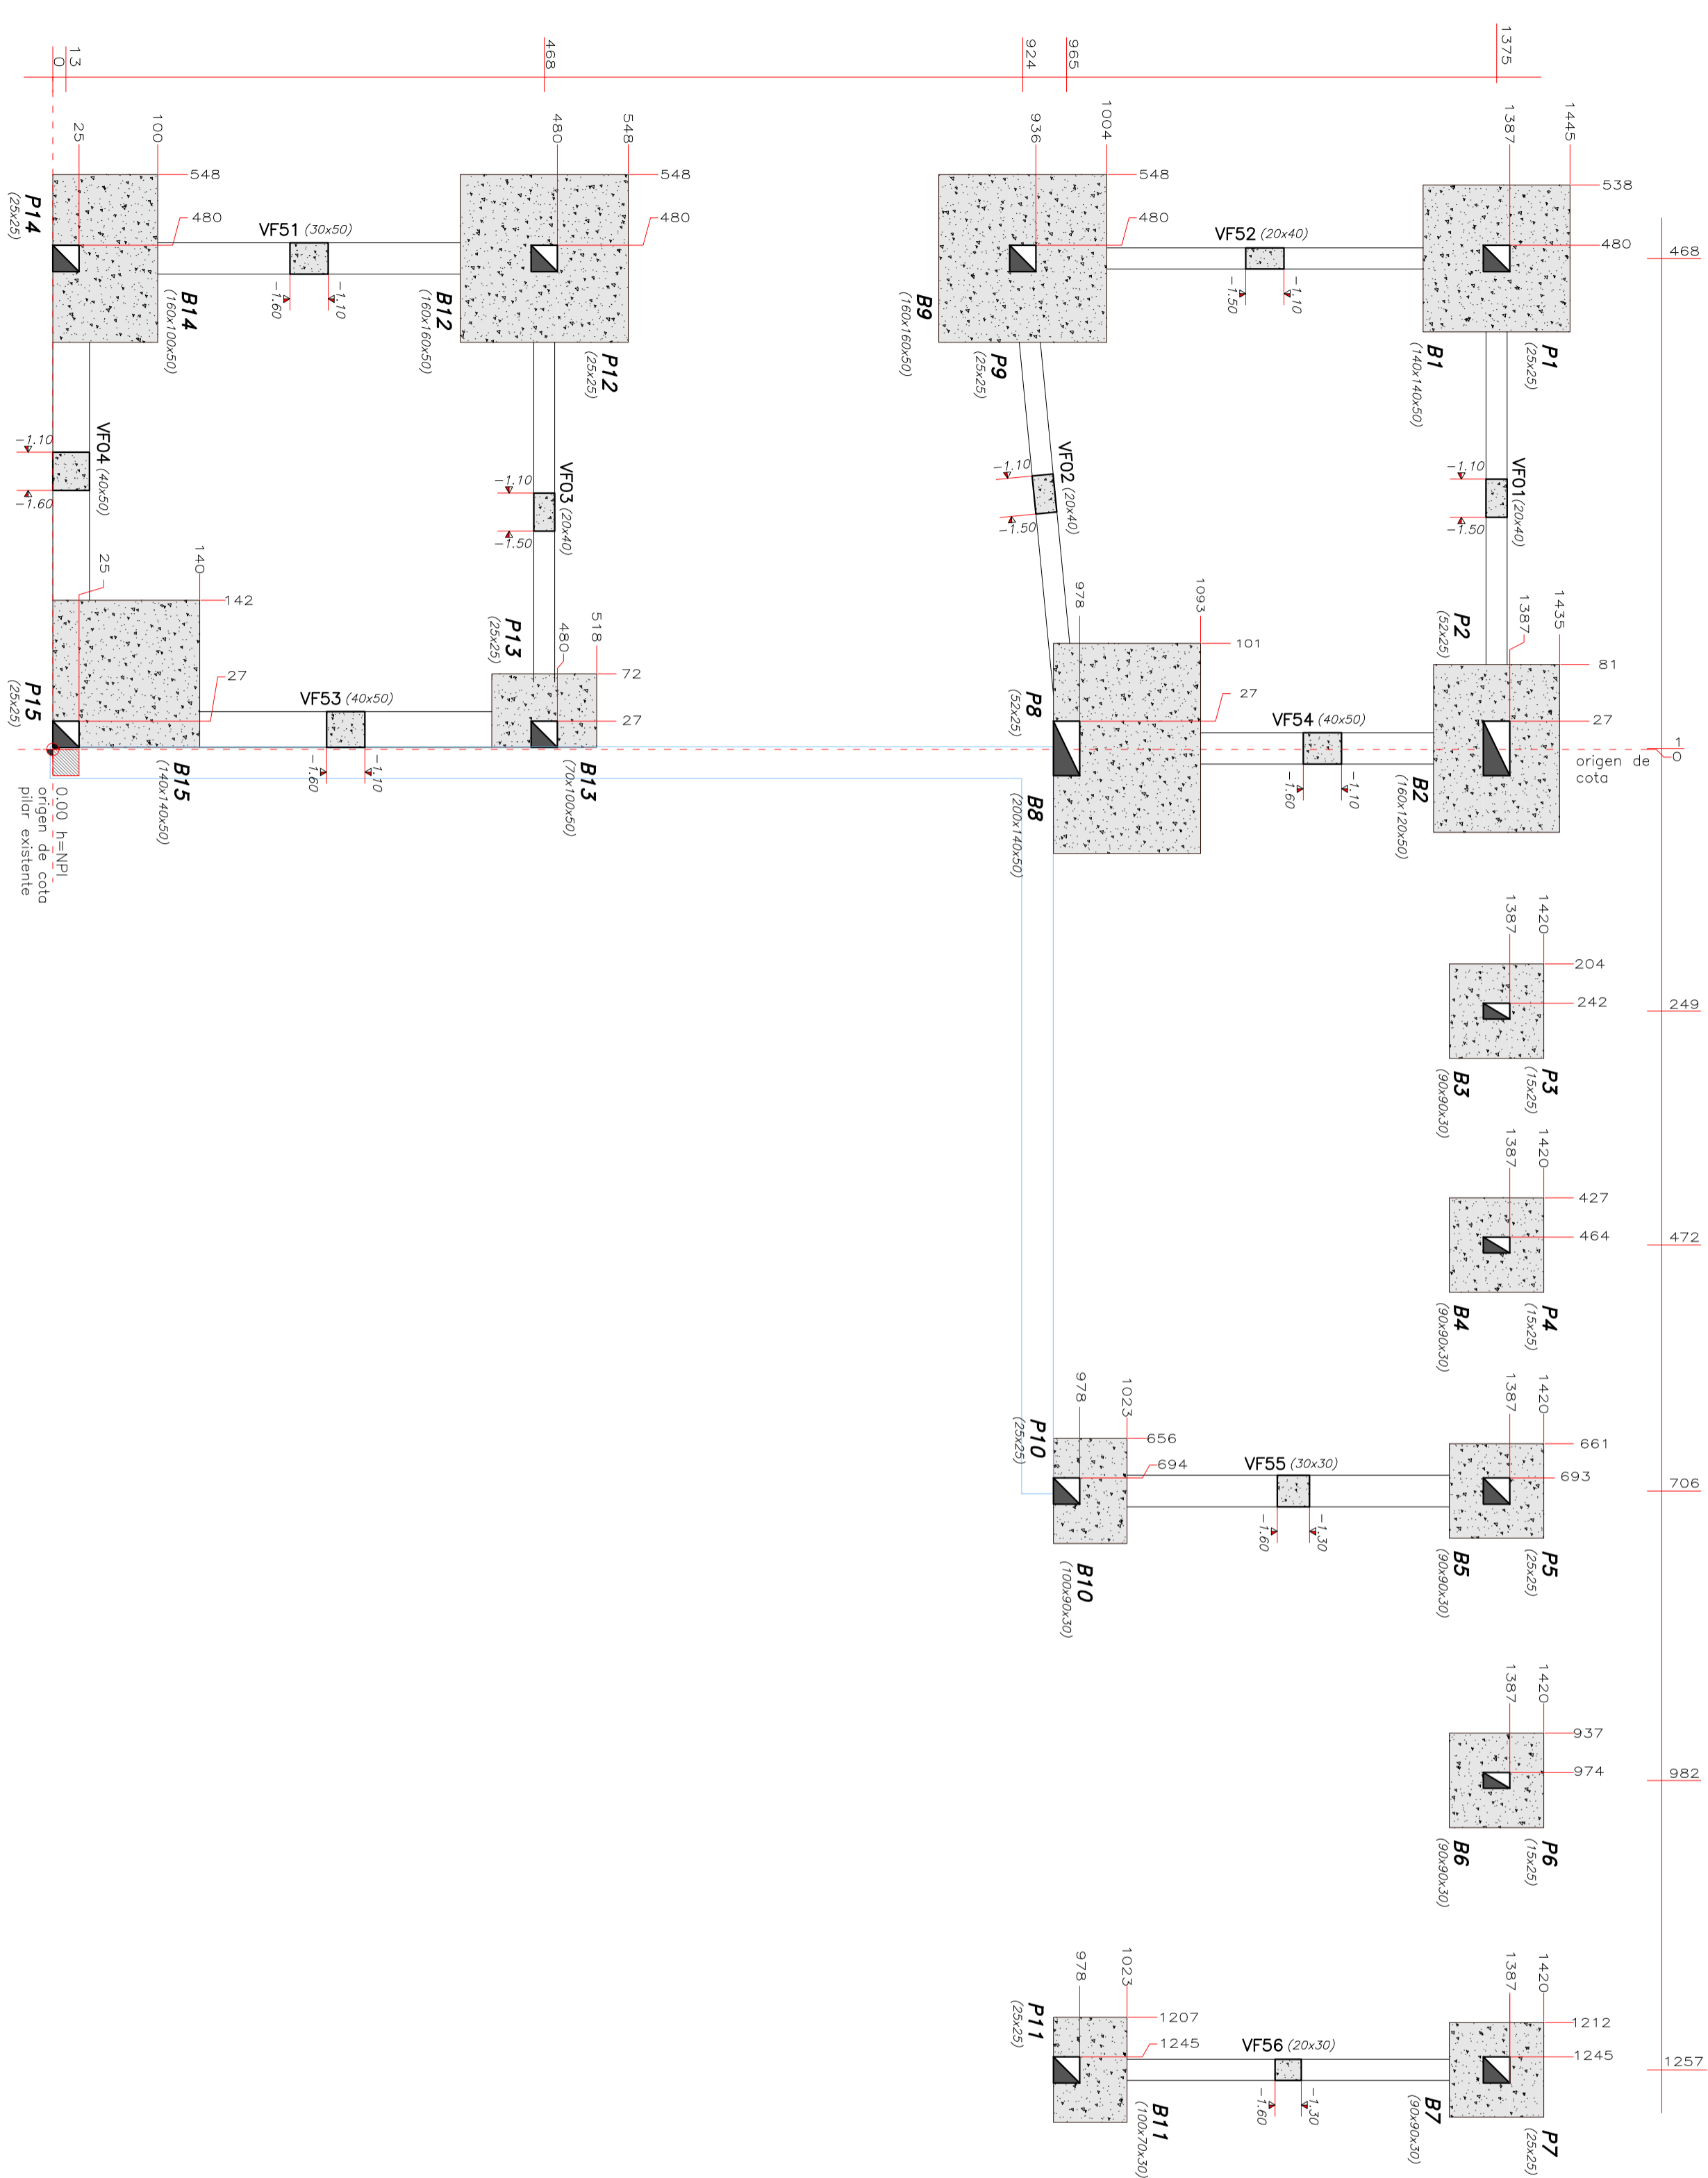 0
13
468
924
965
1375
25
100
480
548
936
1004
1387
1445
548
480
548
480
548
480
538
480
468
P14
(25x25)
VF51 (30x50)
-1.60
-1.10
B14
(160x100x50)
B12
(160x160x50)
P12
(25x25)
B9
(160x160x50)
P9
(25x25)
VF52 (20x40)
-1.50
-1.10
B1
(140x140x50)
P1
(25x25)
VF04 (40x50)
-1.10
-1.60
VF03 (20x40)
-1.10
-1.50
VF02 (20x40)
-1.10
-1.50
VF01 (20x40)
-1.10
-1.50
25
140
142
27
P15
(25x25)
B15
(140x140x50)
VF53 (40x50)
-1.60
-1.10
P13
(25x25)
480
518
72
27
B13
(70x100x50)
978
1093
101
27
P8
(52x25)
B8
(200x140x50)
VF54 (40x50)
-1.60
-1.10
P2
(52x25)
1387
1435
81
27
B2
(160x120x50)
1
0
origen de
cota
0.00 h=NPI
origen de cota
pilar existente
1387
1420
204
242
249
P3
(15x25)
B3
(90x90x30)
1387
1420
427
464
472
P4
(15x25)
B4
(90x90x30)
978
1023
656
694
P10
(25x25)
B10
(100x90x30)
VF55 (30x30)
-1.60
-1.30
1387
1420
661
693
706
P5
(25x25)
B5
(90x90x30)
1387
1420
937
974
982
P6
(15x25)
B6
(90x90x30)
978
1023
1207
1245
P11
(25x25)
B11
(100x70x30)
VF56 (20x30)
-1.60
-1.30
1387
1420
1212
1245
1257
B7
(90x90x30)
P7
(25x25)